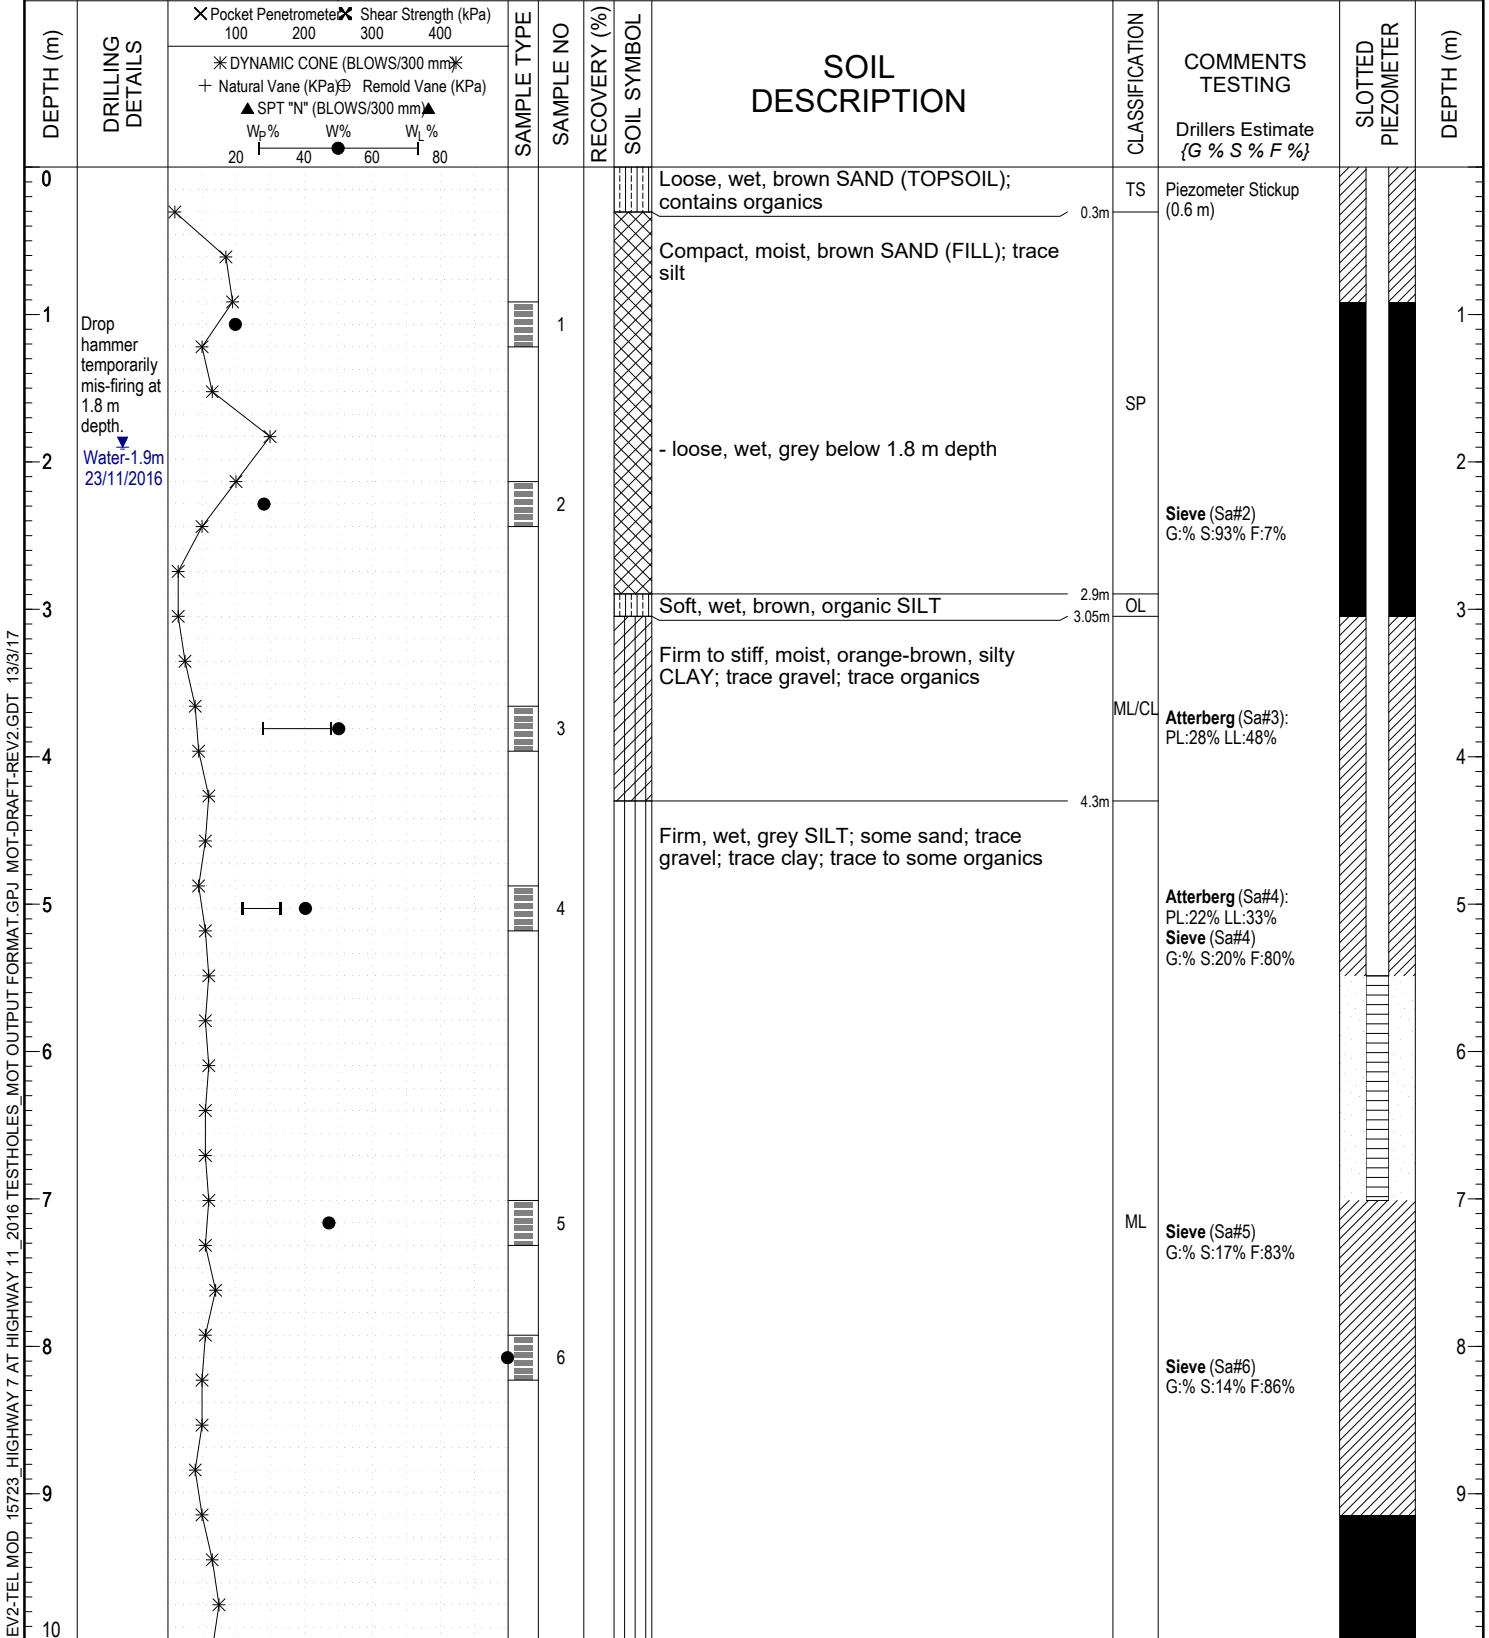 DEPTH (m)
DRILLING
DETAILS
Pocket Penetrometer Shear Strength (kPa)
100 200 300 400
DYNAMIC CONE (BLOWS/300 mm)
Natural Vane (KPa) Remold Vane (KPa)
SPT "N" (BLOWS/300 mm)
WP% W% WL%
20 40 60 80
SAMPLE TYPE
SAMPLE NO
RECOVERY (%)
SOIL SYMBOL
SOIL
DESCRIPTION
CLASSIFICATION
COMMENTS
TESTING
Drillers Estimate
{G % S % F %}
SLOTTED
PIEZOMETER
DEPTH (m)
0
Loose, wet, brown SAND (TOPSOIL);
contains organics
0.3m
TS
Piezometer Stickup
(0.6 m)
Compact, moist, brown SAND (FILL); trace
silt
1
Drop
hammer
temporarily
mis-firing at
1.8 m
depth.
1
1
SP
- loose, wet, grey below 1.8 m depth
Water-1.9m
23/11/2016
2
2
2
Sieve (Sa#2)
G:% S:93% F:7%
2.9m
Soft, wet, brown, organic SILT
OL
3.05m
3
3
Firm to stiff, moist, orange-brown, silty
CLAY; trace gravel; trace organics
ML/CL
3
Atterberg (Sa#3):
PL:28% LL:48%
4
4
4.3m
Firm, wet, grey SILT; some sand; trace
gravel; trace clay; trace to some organics
4
Atterberg (Sa#4):
PL:22% LL:33%
Sieve (Sa#4)
G:% S:20% F:80%
5
5
6
6
7
7
5
ML
Sieve (Sa#5)
G:% S:17% F:83%
8
8
6
Sieve (Sa#6)
G:% S:14% F:86%
9
9
10
EV2-TEL MOD 15723_HIGHWAY 7 AT HIGHWAY 11_2016 TESTHOLES_MOT OUTPUT FORMAT.GPJ MOT-DRAFT-REV2.GDT 13/3/17